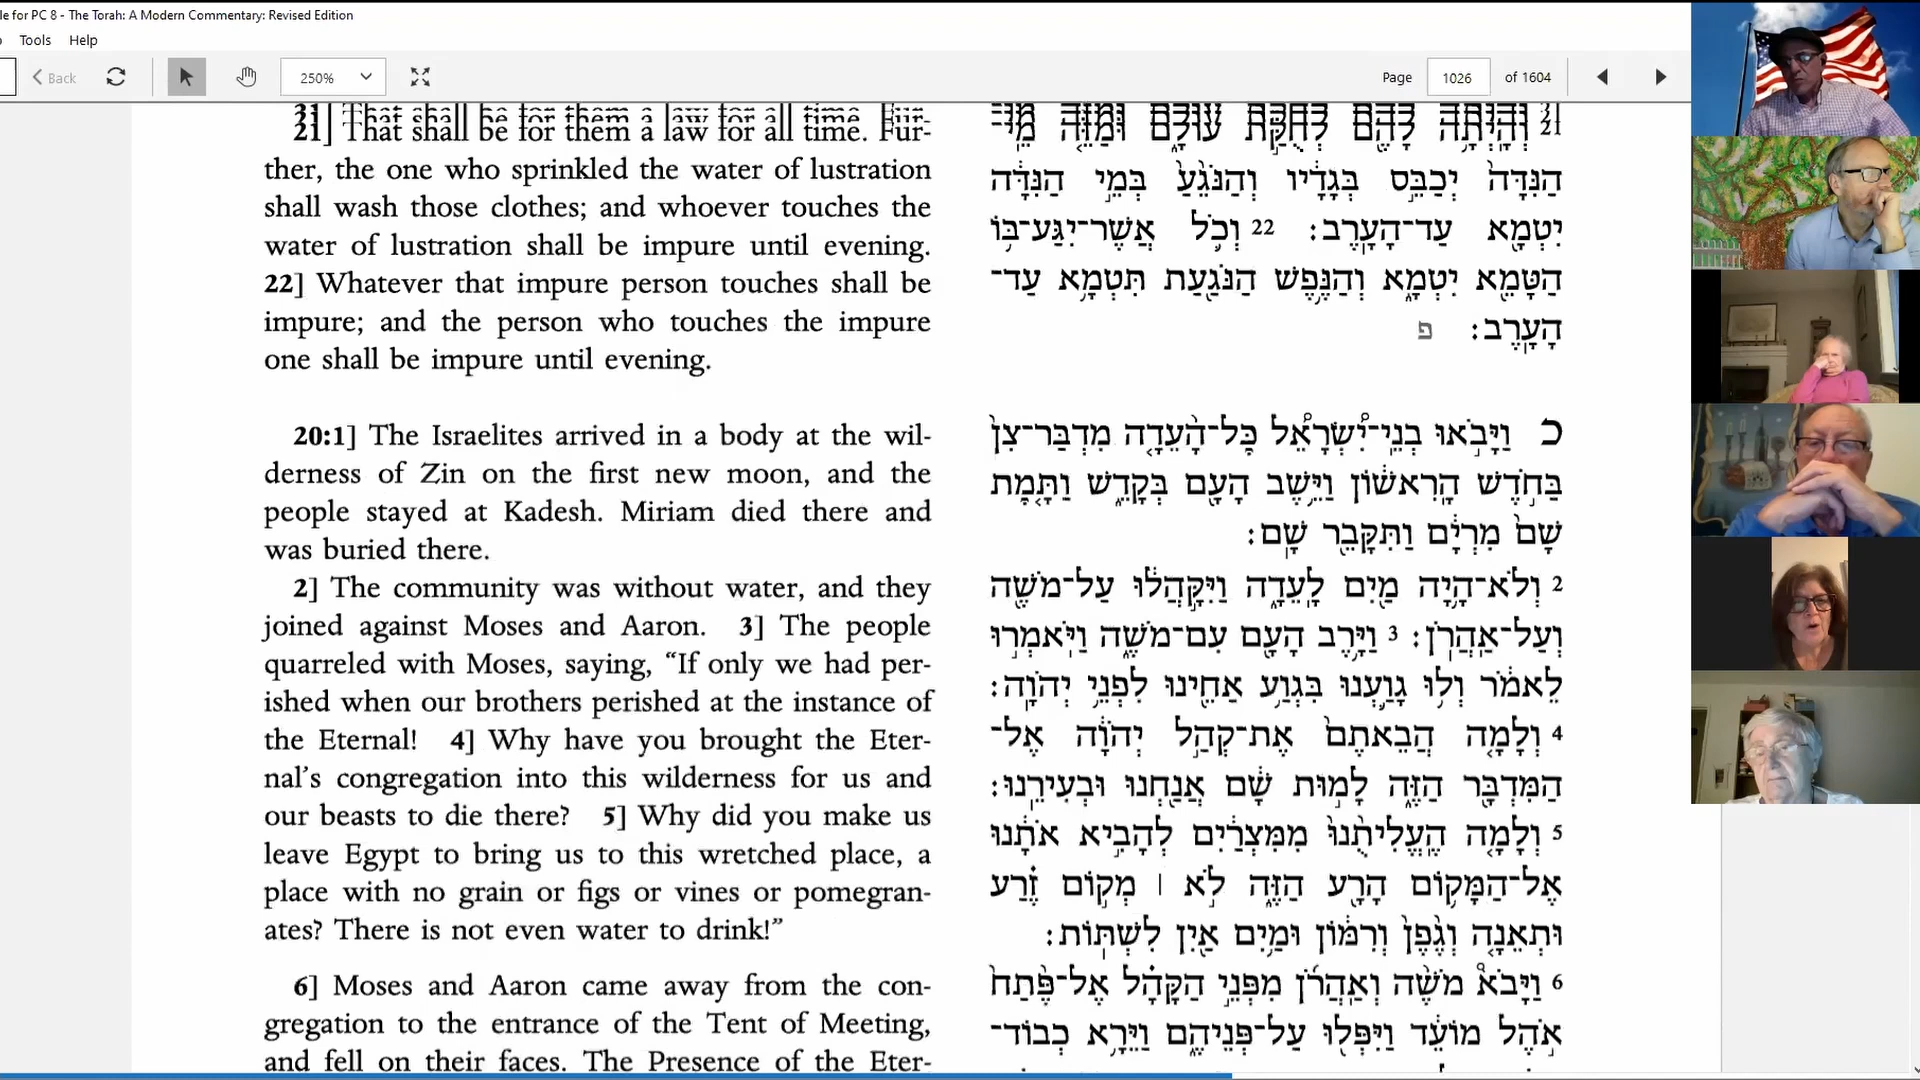 le for PC 8 - The Torah: A Modern Commentary: Revised Edition
Tools Help
Back 250% Page 1026 of 1604
21] That shall be for them a law for all time. Fur-
ther, the one who sprinkled the water of lustration
shall wash those clothes; and whoever touches the
water of lustration shall be impure until evening.
22] Whatever that impure person touches shall be
impure; and the person who touches the impure
one shall be impure until evening.
20:1] The Israelites arrived in a body at the wil-
derness of Zin on the first new moon, and the
people stayed at Kadesh. Miriam died there and
was buried there.
2] The community was without water, and they
joined against Moses and Aaron. 3] The people
quarreled with Moses, saying, “If only we had per-
ished when our brothers perished at the instance of
the Eternal! 4] Why have you brought the Eter-
nal’s congregation into this wilderness for us and
our beasts to die there? 5] Why did you make us
leave Egypt to bring us to this wretched place, a
place with no grain or figs or vines or pomegran-
ates? There is not even water to drink!”
6] Moses and Aaron came away from the con-
gregation to the entrance of the Tent of Meeting,
and fell on their faces. The Presence of the Eter-
21 וְהָיְתָ֥ה לָהֶ֖ם לְחֻקַּ֣ת עוֹלָ֑ם וּמַזֵּ֤ה מֵֽי־
הַנִּדָּה֙ יְכַבֵּ֣ס בְּגָדָ֔יו וְהַנֹּגֵ֙עַ֙ בְּמֵ֣י הַנִּדָּ֔ה
יִטְמָ֖א עַד־הָעָֽרֶב׃ 22 וְכֹ֛ל אֲשֶׁר־יִגַּע־בּ֥וֹ
הַטָּמֵ֖א יִטְמָ֑א וְהַנֶּ֥פֶשׁ הַנֹּגַ֖עַת תִּטְמָ֥א עַד־
הָעָֽרֶב׃ פ
כ וַיָּבֹ֣אוּ בְנֵֽי־יִ֠שְׂרָאֵ֠ל כׇּל־הָ֨עֵדָ֤ה מִדְבַּר־צִן֙
בַּחֹ֣דֶשׁ הָֽרִאשׁ֔וֹן וַיֵּ֥שֶׁב הָעָ֖ם בְּקָדֵ֑שׁ וַתָּ֤מׇת
שָׁם֙ מִרְיָ֔ם וַתִּקָּבֵ֖ר שָֽׁם׃
2 וְלֹא־הָ֥יָה מַ֖יִם לָעֵדָ֑ה וַיִּקָּ֣הֲל֔וּ עַל־מֹשֶׁ֖ה
וְעַֽל־אַהֲרֹֽן׃ 3 וַיָּ֥רֶב הָעָ֖ם עִם־מֹשֶׁ֑ה וַיֹּאמְר֣וּ
לֵאמֹ֔ר וְל֥וּ גָוַ֛עְנוּ בִּגְוַ֥ע אַחֵ֖ינוּ לִפְנֵ֥י יְהֹוָֽה׃
4 וְלָמָ֤ה הֲבֵאתֶם֙ אֶת־קְהַ֣ל יְהֹוָ֔ה אֶל־
הַמִּדְבָּ֖ר הַזֶּ֑ה לָמ֣וּת שָׁ֔ם אֲנַ֖חְנוּ וּבְעִירֵֽנוּ׃
5 וְלָמָ֤ה הֶֽעֱלִיתֻ֙נוּ֙ מִמִּצְרַ֔יִם לְהָבִ֣יא אֹתָ֔נוּ
אֶל־הַמָּק֥וֹם הָרָ֖ע הַזֶּ֑ה לֹ֣א ׀ מְק֣וֹם זֶ֗רַע
וּתְאֵנָ֤ה וְגֶ֙פֶן֙ וְרִמּ֔וֹן וּמַ֥יִם אַ֖יִן לִשְׁתּֽוֹת׃
6 וַיָּבֹא֩ מֹשֶׁ֨ה וְאַהֲרֹ֜ן מִפְּנֵ֣י הַקָּהָ֗ל אֶל־פֶּ֙תַח֙
אֹ֣הֶל מוֹעֵ֔ד וַֽיִּפְּל֖וּ עַל־פְּנֵיהֶ֑ם וַיֵּרָ֥א כְבוֹד־